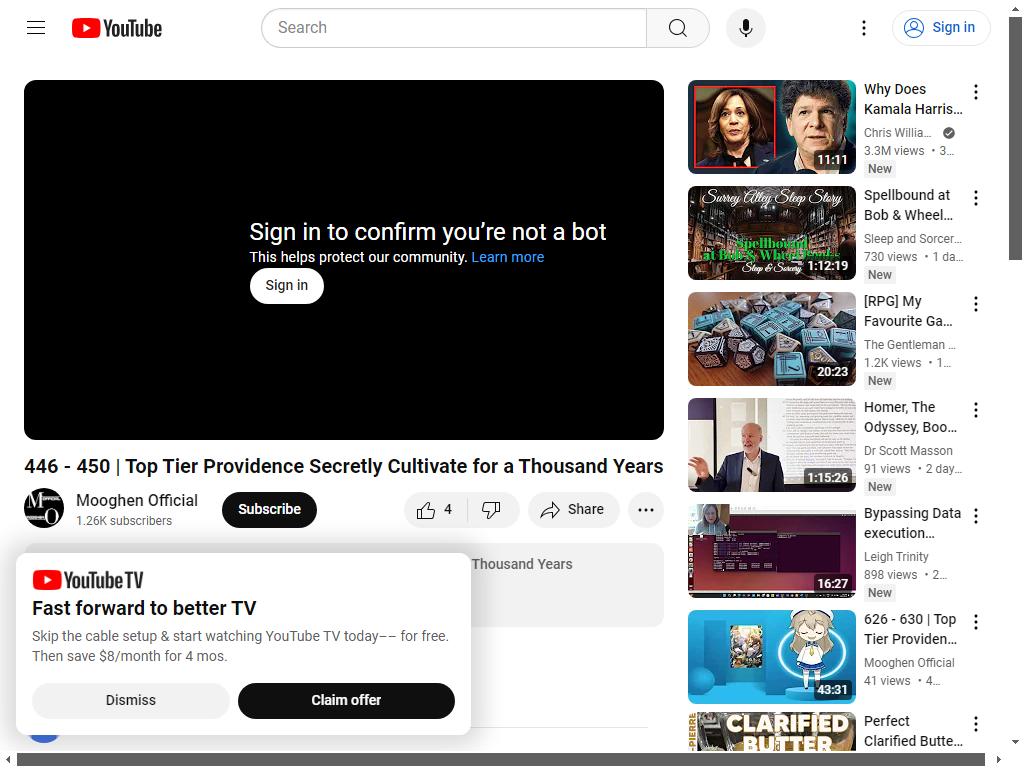 YouTube
Search
Sign in
Sign in to confirm you’re not a bot
This helps protect our community. Learn more
Sign in
446 - 450 | Top Tier Providence Secretly Cultivate for a Thousand Years
Mooghen Official
1.26K subscribers
Subscribe
4
Share
Thousand Years
YouTube TV
Fast forward to better TV
Skip the cable setup & start watching YouTube TV today–– for free.
Then save $8/month for 4 mos.
Dismiss
Claim offer
11:11
Why Does
Kamala Harris…
Chris Willia…
3.3M views • 3…
New
Surrey Alley Sleep Story
Spellbound
at Bob & Wheel Books
Sleep & Sorcery
1:12:19
Spellbound at
Bob & Wheel…
Sleep and Sorcer…
730 views • 1 da…
New
20:23
[RPG] My
Favourite Ga…
The Gentleman …
1.2K views • 1…
New
1:15:26
Homer, The
Odyssey, Boo…
Dr Scott Masson
91 views • 2 day…
New
16:27
Bypassing Data
execution…
Leigh Trinity
898 views • 2…
New
43:31
626 - 630 | Top
Tier Providen…
Mooghen Official
41 views • 4…
CLARIFIED
BUTTER
Perfect
Clarified Butte…